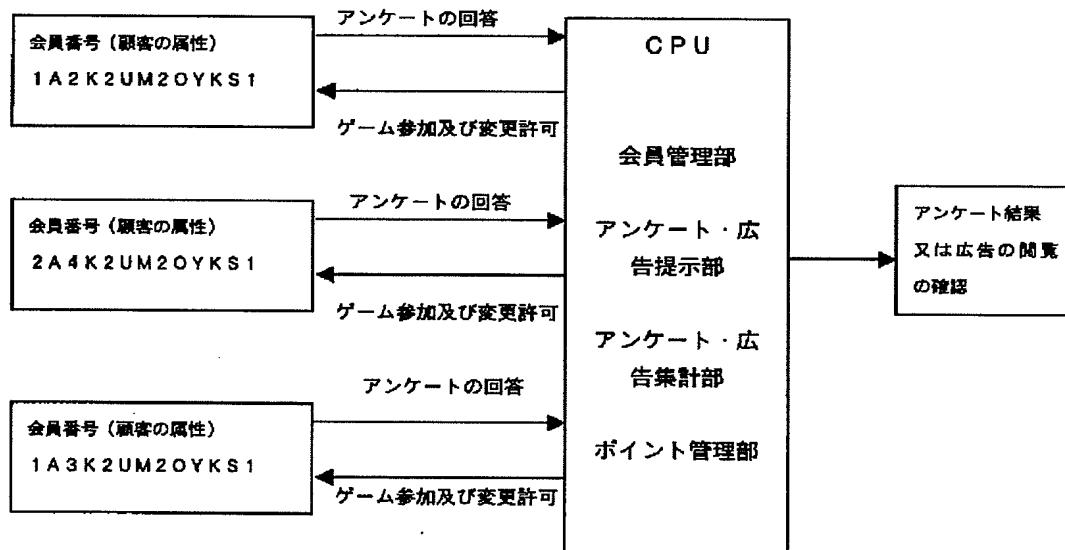 アンケートの回答
会員番号（顧客の属性）
1A2K2UM2OYKS1
ゲーム参加及び変更許可
アンケートの回答
会員番号（顧客の属性）
2A4K2UM2OYKS1
ゲーム参加及び変更許可
アンケートの回答
会員番号（顧客の属性）
1A3K2UM2OYKS1
ゲーム参加及び変更許可
CPU
会員管理部
アンケート・広
告提示部
アンケート・広
告集計部
ポイント管理部
アンケート結果
又は広告の閲覧
の確認